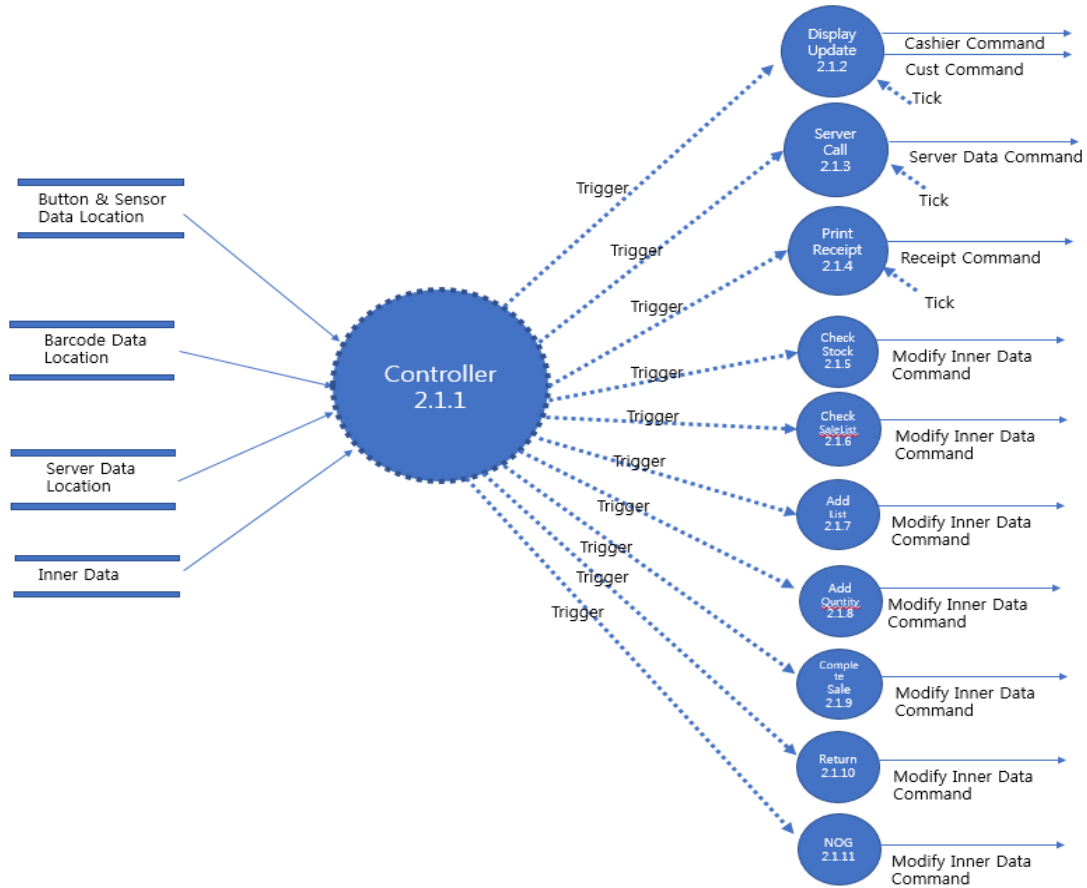 Display
Update
2.1.2
Cashier Command
Cust Command
Tick
Server
Call
2.1.3
Server Data Command
Tick
Print
Receipt
2.1.4
Receipt Command
Tick
Button & Sensor
Data Location
Barcode Data
Location
Server Data
Location
Inner Data
Controller
2.1.1
Trigger
Trigger
Trigger
Trigger
Trigger
Trigger
Trigger
Trigger
Trigger
Trigger
Check
Stock
2.1.5
Modify Inner Data
Command
Check
SaleList
2.1.6
Modify Inner Data
Command
Add
List
2.1.7
Modify Inner Data
Command
Add
Quntity
2.1.8
Modify Inner Data
Command
Comple
te
Sale
2.1.9
Modify Inner Data
Command
Return
2.1.10
Modify Inner Data
Command
NOG
2.1.11
Modify Inner Data
Command